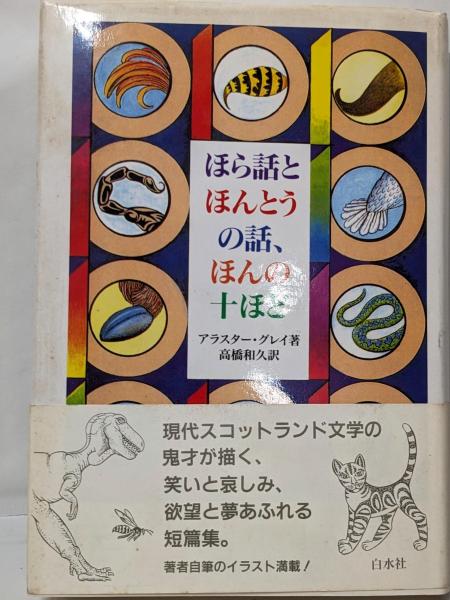 ほら話と
ほんとう
の話、
ほんの
十ほど
アラスター・グレイ著
高橋和久訳
現代スコットランド文学の
鬼才が描く、
笑いと哀しみ、
欲望と夢あふれる
短篇集。
著者自筆のイラスト満載!
白水社